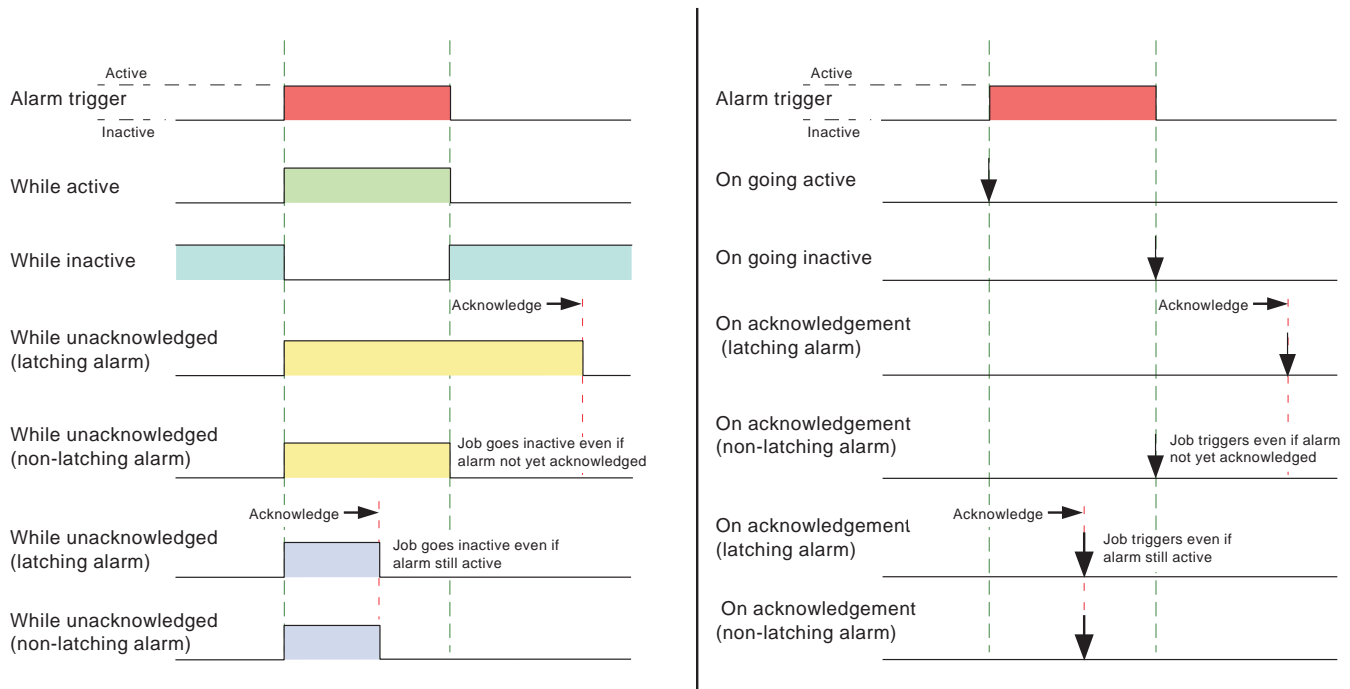 Active
Alarm trigger
Inactive
While active
While inactive
Acknowledge
While unacknowledged
(latching alarm)
While unacknowledged
(non-latching alarm)
Job goes inactive even if
alarm not yet acknowledged
Acknowledge
While unacknowledged
(latching alarm)
Job goes inactive even if
alarm still active
While unacknowledged
(non-latching alarm)
Active
Alarm trigger
Inactive
On going active
On going inactive
Acknowledge
On acknowledgement
(latching alarm)
On acknowledgement
(non-latching alarm)
Job triggers even if alarm
not yet acknowledged
Acknowledge
On acknowledgement
(latching alarm)
Job triggers even if
alarm still active
On acknowledgement
(non-latching alarm)